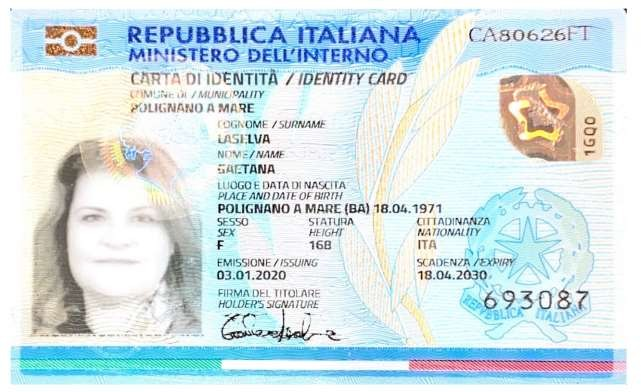 REPUBBLICA ITALIANA
MINISTERO DELL'INTERNO
CA80626FT
CARTA DI IDENTITÀ / IDENTITY CARD
COMUNE DI / MUNICIPALITY
POLIGNANO A MARE
COGNOME / SURNAME
LASELVA
NOME / NAME
GAETANA
LUOGO E DATA DI NASCITA
PLACE AND DATE OF BIRTH
POLIGNANO A MARE (BA) 18.04.1971
SESSO STATURA CITTADINANZA
SEX HEIGHT NATIONALITY
F 168 ITA
EMISSIONE / ISSUING SCADENZA / EXPIRY
03.01.2020 18.04.2030
FIRMA DEL TITOLARE
HOLDER'S SIGNATURE
693087
1GQO
REPUBBLICA ITALIANA